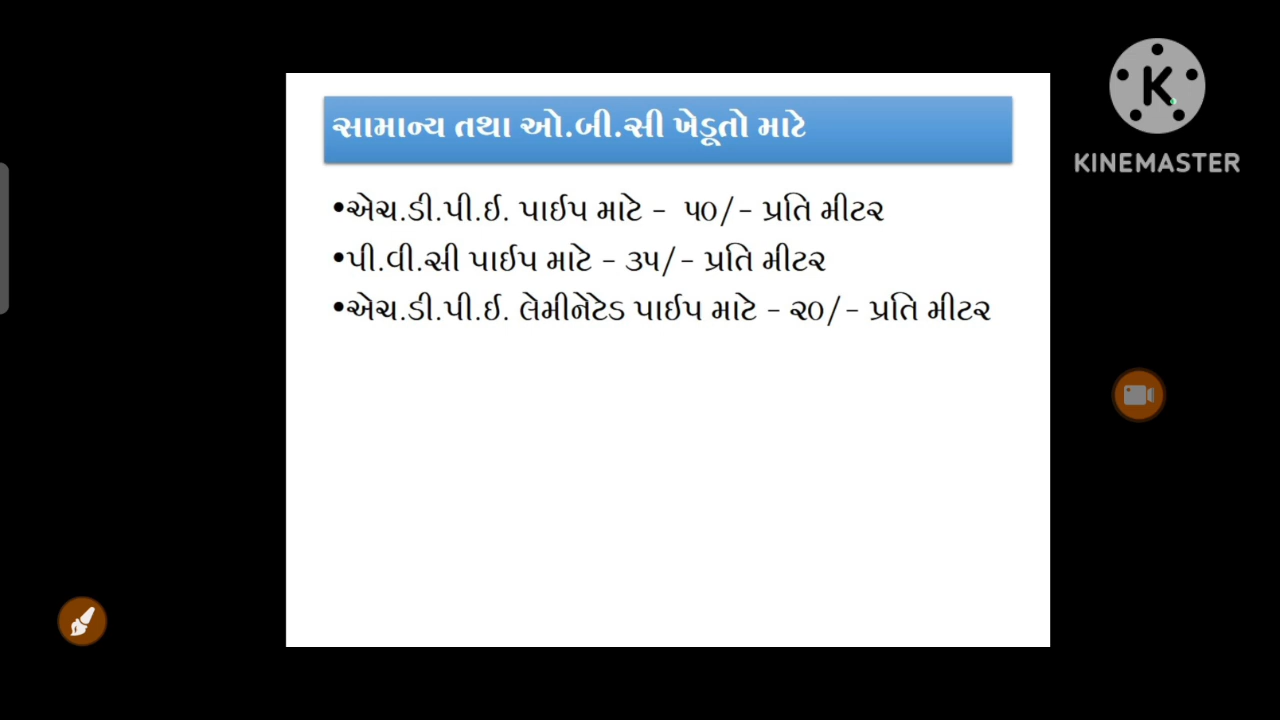 સામાન્ય તથા ઓ.બી.સી ખેડૂતો માટે
•એચ.ડી.પી.ઈ. પાઈપ માટે – ૫૦/– પ્રતિ મીટર
•પી.વી.સી પાઈપ માટે – ૩૫/– પ્રતિ મીટર
•એચ.ડી.પી.ઈ. લેમીનેટેડ પાઈપ માટે – ૨૦/– પ્રતિ મીટર
KINEMASTER